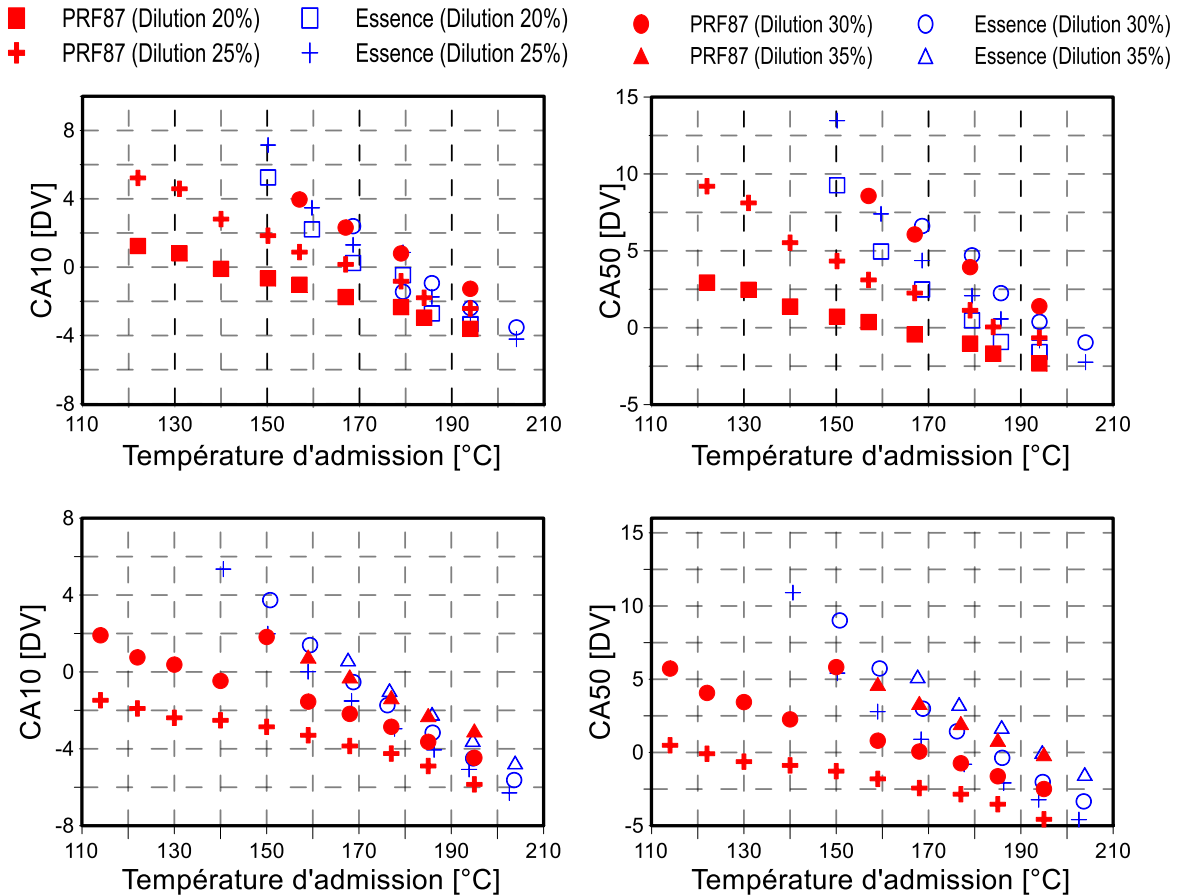 PRF87 (Dilution 20%) Essence (Dilution 20%) PRF87 (Dilution 30%) Essence (Dilution 30%)
PRF87 (Dilution 25%) Essence (Dilution 25%) PRF87 (Dilution 35%) Essence (Dilution 35%)
8
4
0
-4
-8
CA10 [DV]
110 130 150 170 190 210
Température d'admission [°C]
15
10
5
0
-5
CA50 [DV]
110 130 150 170 190 210
Température d'admission [°C]
8
4
0
-4
-8
CA10 [DV]
110 130 150 170 190 210
Température d'admission [°C]
15
10
5
0
-5
CA50 [DV]
110 130 150 170 190 210
Température d'admission [°C]